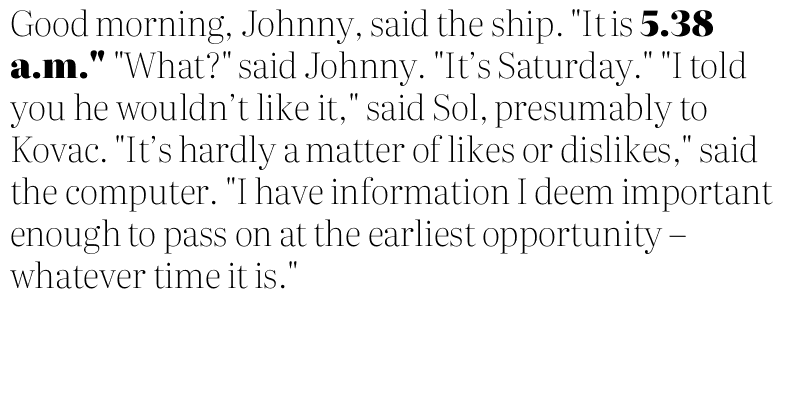 Good morning, Johnny, said the ship. "It is 5.38
a.m." "What?" said Johnny. "It’s Saturday." "I told
you he wouldn’t like it," said Sol, presumably to
Kovac. "It’s hardly a matter of likes or dislikes," said
the computer. "I have information I deem important
enough to pass on at the earliest opportunity –
whatever time it is."